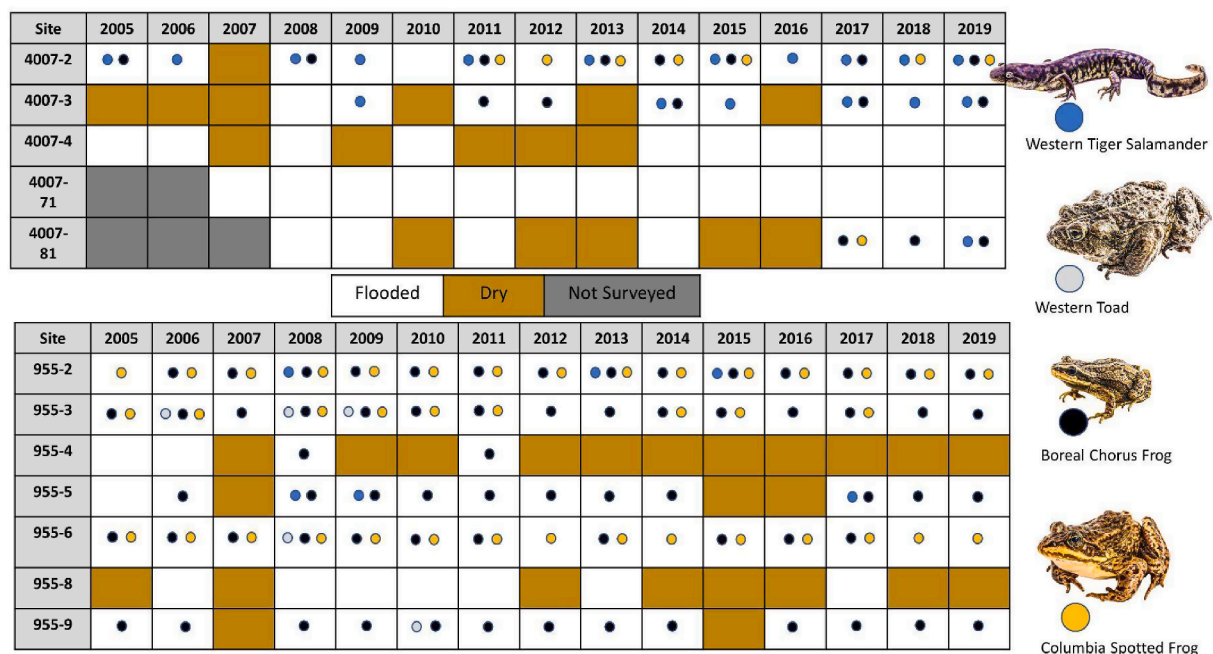 Site 2005 2006 2007 2008 2009 2010 2011 2012 2013 2014 2015 2016 2017 2018 2019
4007-2
4007-3
4007-4
4007-
71
4007-
81
Western Tiger Salamander
Western Toad
Flooded Dry Not Surveyed
Site 2005 2006 2007 2008 2009 2010 2011 2012 2013 2014 2015 2016 2017 2018 2019
955-2
955-3
955-4
955-5
955-6
955-8
955-9
Boreal Chorus Frog
Columbia Spotted Frog